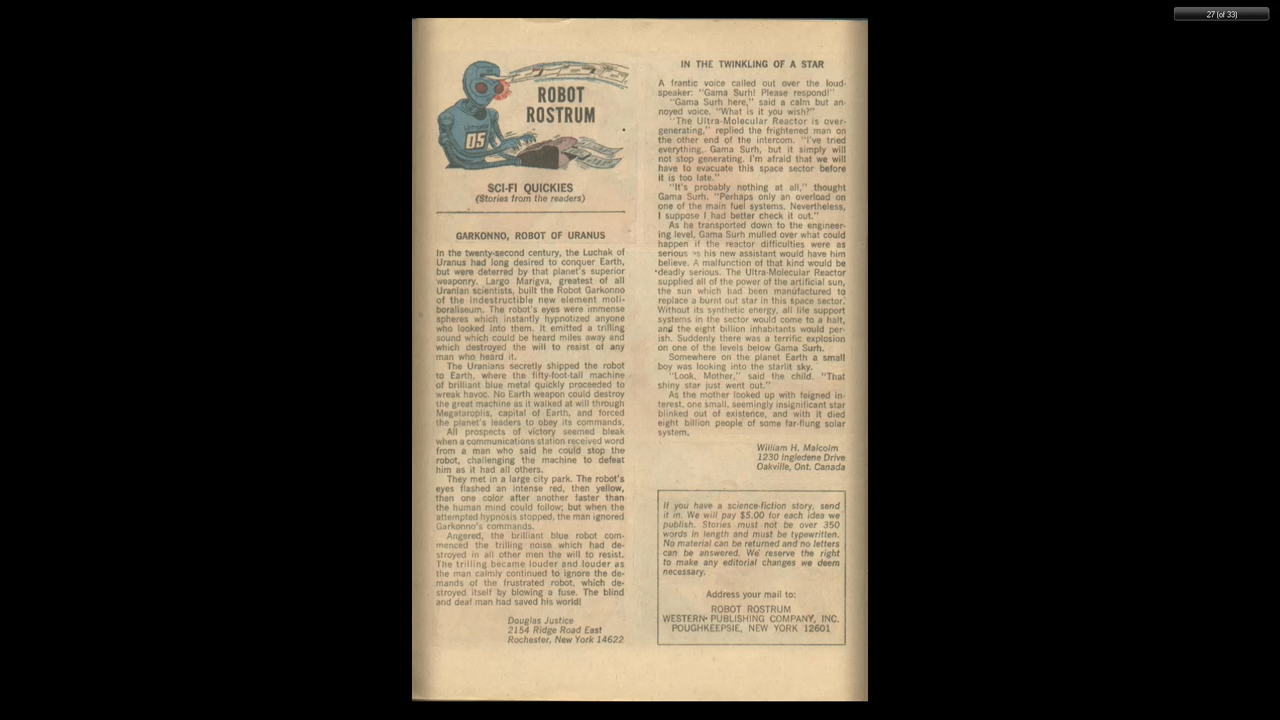 27 (of 33)
05
ROBOT
ROSTRUM
SCI-FI QUICKIES
(Stories from the readers)
GARKONNO, ROBOT OF URANUS
In the twenty-second century, the Luchak of
Uranus had long desired to conquer Earth,
but were deterred by that planet's superior
weaponry. Largo Marigva, greatest of all
Uranian scientists, built the Robot Garkonno
of the indestructible new element moli-
boraliseum. The robot's eyes were immense
spheres which instantly hypnotized anyone
who looked into them. It emitted a trilling
sound which could be heard miles away and
which destroyed the will to resist of any
man who heard it.
The Uranians secretly shipped the robot
to Earth, where the fifty-foot-tall machine
of brilliant blue metal quickly proceeded to
wreak havoc. No Earth weapon could destroy
the great machine as it walked at will through
Megataroplis, capital of Earth, and forced
the planet's leaders to obey its commands.
All prospects of victory seemed bleak
when a communications station received word
from a man who said he could stop the
robot, challenging the machine to defeat
him as it had all others.
They met in a large city park. The robot's
eyes flashed an intense red, then yellow,
then one color after another faster than
the human mind could follow; but when the
attempted hypnosis stopped, the man ignored
Garkonno's commands.
Angered, the brilliant blue robot com-
menced the trilling noise which had de-
stroyed in all other men the will to resist.
The trilling became louder and louder as
the man calmly continued to ignore the de-
mands of the frustrated robot, which de-
stroyed itself by blowing a fuse. The blind
and deaf man had saved his world!
Douglas Justice
2154 Ridge Road East
Rochester, New York 14622
IN THE TWINKLING OF A STAR
A frantic voice called out over the loud-
speaker: "Gama Surh! Please respond!"
"Gama Surh here," said a calm but an-
noyed voice. "What is it you wish?"
"The Ultra-Molecular Reactor is over-
generating," replied the frightened man on
the other end of the intercom. "I've tried
everything, Gama Surh, but it simply will
not stop generating. I'm afraid that we will
have to evacuate this space sector before
it is too late."
"It's probably nothing at all," thought
Gama Surh. "Perhaps only an overload on
one of the main fuel systems. Nevertheless,
I suppose I had better check it out."
As he transported down to the engineer-
ing level, Gama Surh mulled over what could
happen if the reactor difficulties were as
serious as his new assistant would have him
believe. A malfunction of that kind would be
deadly serious. The Ultra-Molecular Reactor
supplied all of the power of the artificial sun,
the sun which had been manufactured to
replace a burnt out star in this space sector.
Without its synthetic energy, all life support
systems in the sector would come to a halt,
and the eight billion inhabitants would per-
ish. Suddenly there was a terrific explosion
on one of the levels below Gama Surh.
Somewhere on the planet Earth a small
boy was looking into the starlit sky.
"Look, Mother," said the child. "That
shiny star just went out."
As the mother looked up with feigned in-
terest, one small, seemingly insignificant star
blinked out of existence, and with it died
eight billion people of some far-flung solar
system.
William H. Malcolm
1230 Ingledene Drive
Oakville, Ont. Canada
If you have a science-fiction story, send
it in. We will pay $5.00 for each idea we
publish. Stories must not be over 350
words in length and must be typewritten.
No material can be returned and no letters
can be answered. We reserve the right
to make any editorial changes we deem
necessary.
Address your mail to:
ROBOT ROSTRUM
WESTERN PUBLISHING COMPANY, INC.
POUGHKEEPSIE, NEW YORK 12601